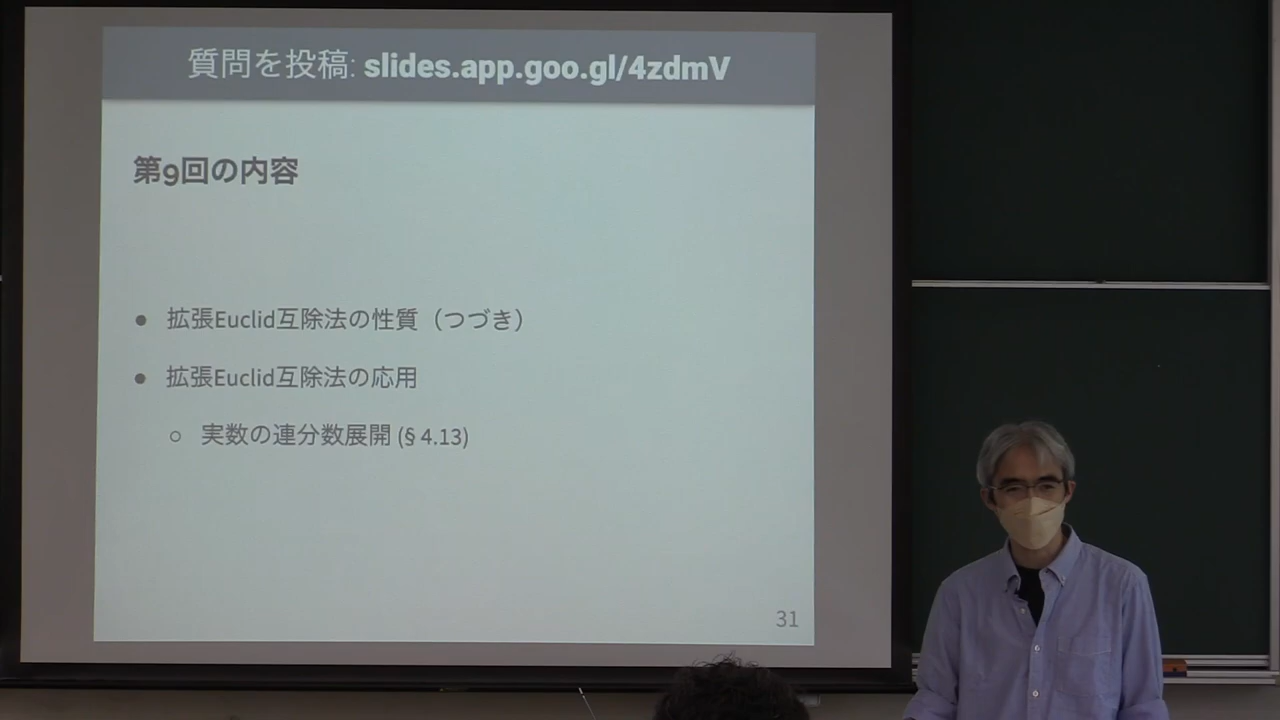 質問を投稿: slides.app.goo.gl/4zdmV
第9回の内容
● 拡張Euclid互除法の性質（つづき）
● 拡張Euclid互除法の応用
○ 実数の連分数展開 (§ 4.13)
31